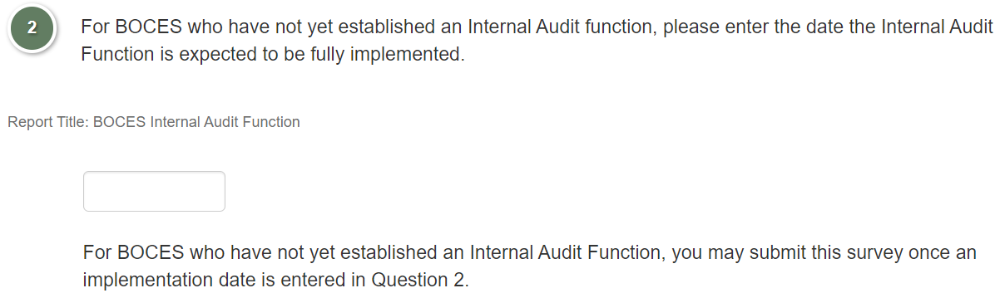 2
For BOCES who have not yet established an Internal Audit function, please enter the date the Internal Audit
Function is expected to be fully implemented.
Report Title: BOCES Internal Audit Function
For BOCES who have not yet established an Internal Audit Function, you may submit this survey once an
implementation date is entered in Question 2.